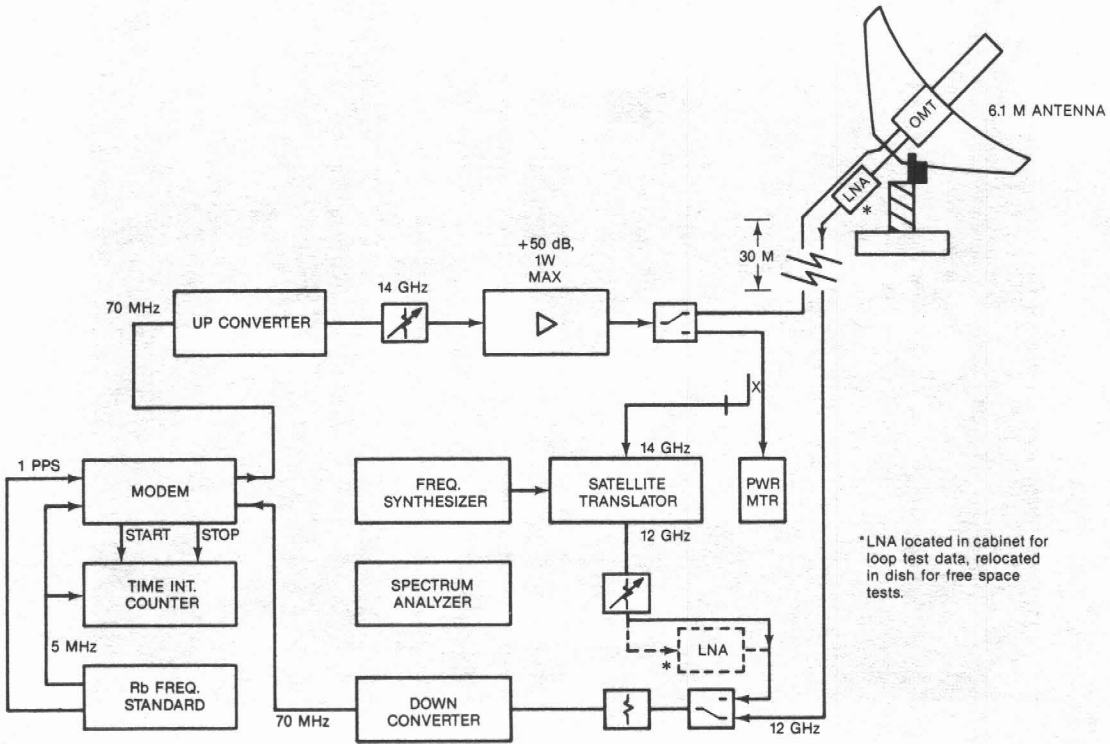 OMT
6.1 M ANTENNA
LNA
*
30 M
+50 dB,
1W
MAX
14 GHz
70 MHz
UP CONVERTER
X
1 PPS
14 GHz
MODEM
FREQ.
SYNTHESIZER
SATELLITE
TRANSLATOR
PWR
MTR
START
STOP
12 GHz
*LNA located in cabinet for
loop test data, relocated
in dish for free space
tests.
TIME INT.
COUNTER
SPECTRUM
ANALYZER
5 MHz
LNA
*
Rb FREQ.
STANDARD
70 MHz
DOWN
CONVERTER
12 GHz